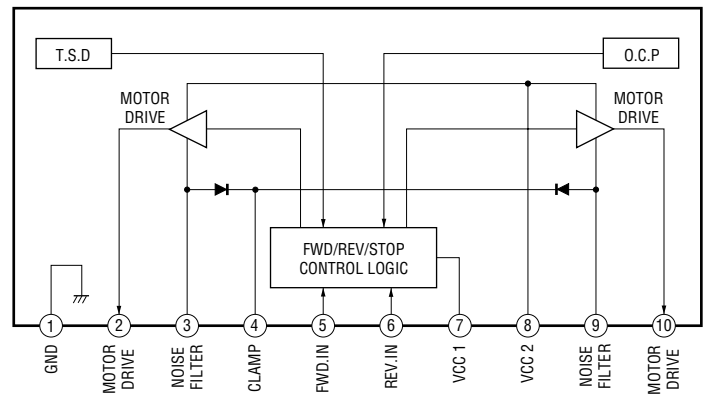 T.S.D
O.C.P
MOTOR
DRIVE
MOTOR
DRIVE
FWD/REV/STOP
CONTROL LOGIC
1
2
3
4
5
6
7
8
9
10
GND
MOTOR
DRIVE
NOISE
FILTER
CLAMP
FWD.IN
REV.IN
VCC 1
VCC 2
NOISE
FILTER
MOTOR
DRIVE